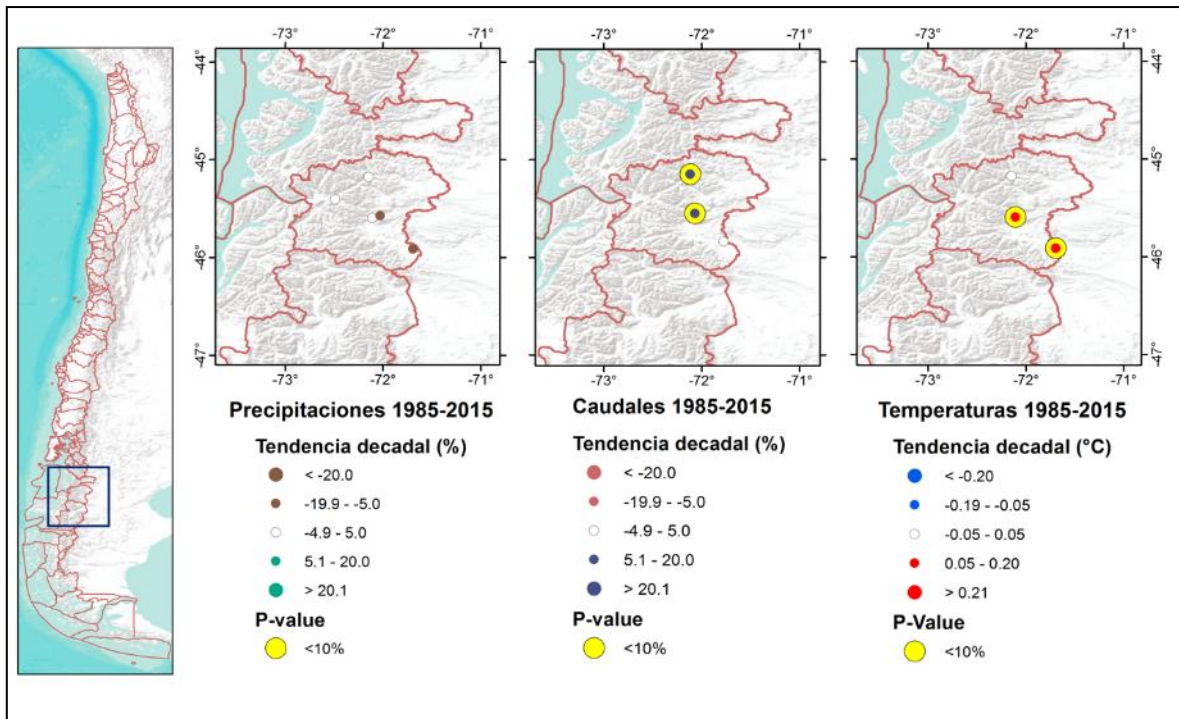 -73° -72° -71°
-73° -72° -71°
-73° -72° -71°
-44°
-45°
-46°
-47°
-44°
-45°
-46°
-47°
Precipitaciones 1985-2015
Tendencia decadal (%)
< -20.0
-19.9 - -5.0
-4.9 - 5.0
5.1 - 20.0
> 20.1
P-value
<10%
-73° -72° -71°
Caudales 1985-2015
Tendencia decadal (%)
< -20.0
-19.9 - -5.0
-4.9 - 5.0
5.1 - 20.0
> 20.1
P-value
<10%
-73° -72° -71°
Temperaturas 1985-2015
Tendencia decadal (°C)
< -0.20
-0.19 - -0.05
-0.05 - 0.05
0.05 - 0.20
> 0.21
P-Value
<10%
-73° -72° -71°